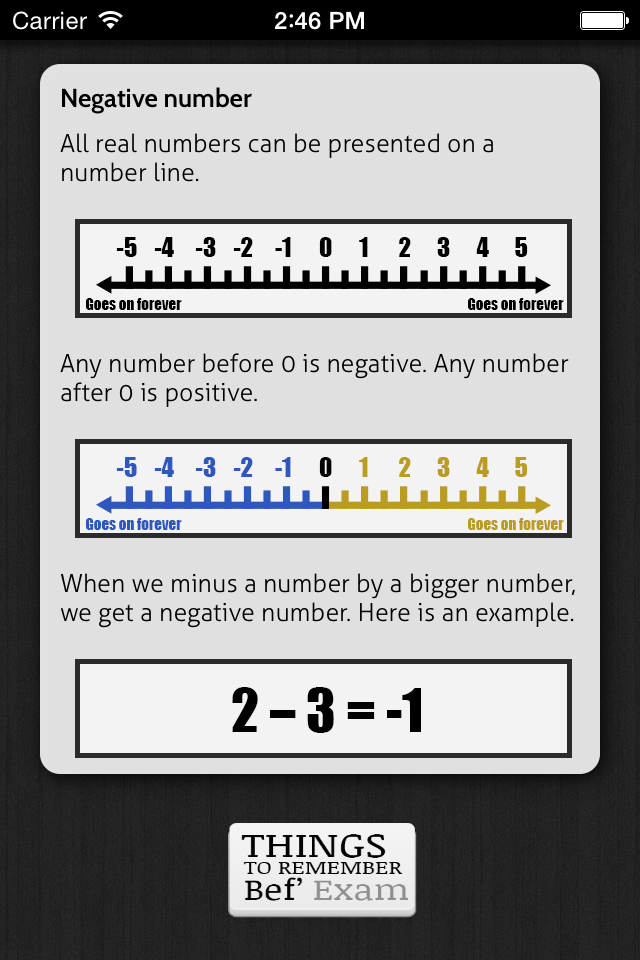 Carrier 2:46 PM
Negative number
All real numbers can be presented on a
number line.
-5 -4 -3 -2 -1 0 1 2 3 4 5
Goes on forever Goes on forever
Any number before 0 is negative. Any number
after 0 is positive.
-5 -4 -3 -2 -1 0 1 2 3 4 5
Goes on forever Goes on forever
When we minus a number by a bigger number,
we get a negative number. Here is an example.
2 – 3 = -1
THINGS
TO REMEMBER
Bef’ Exam